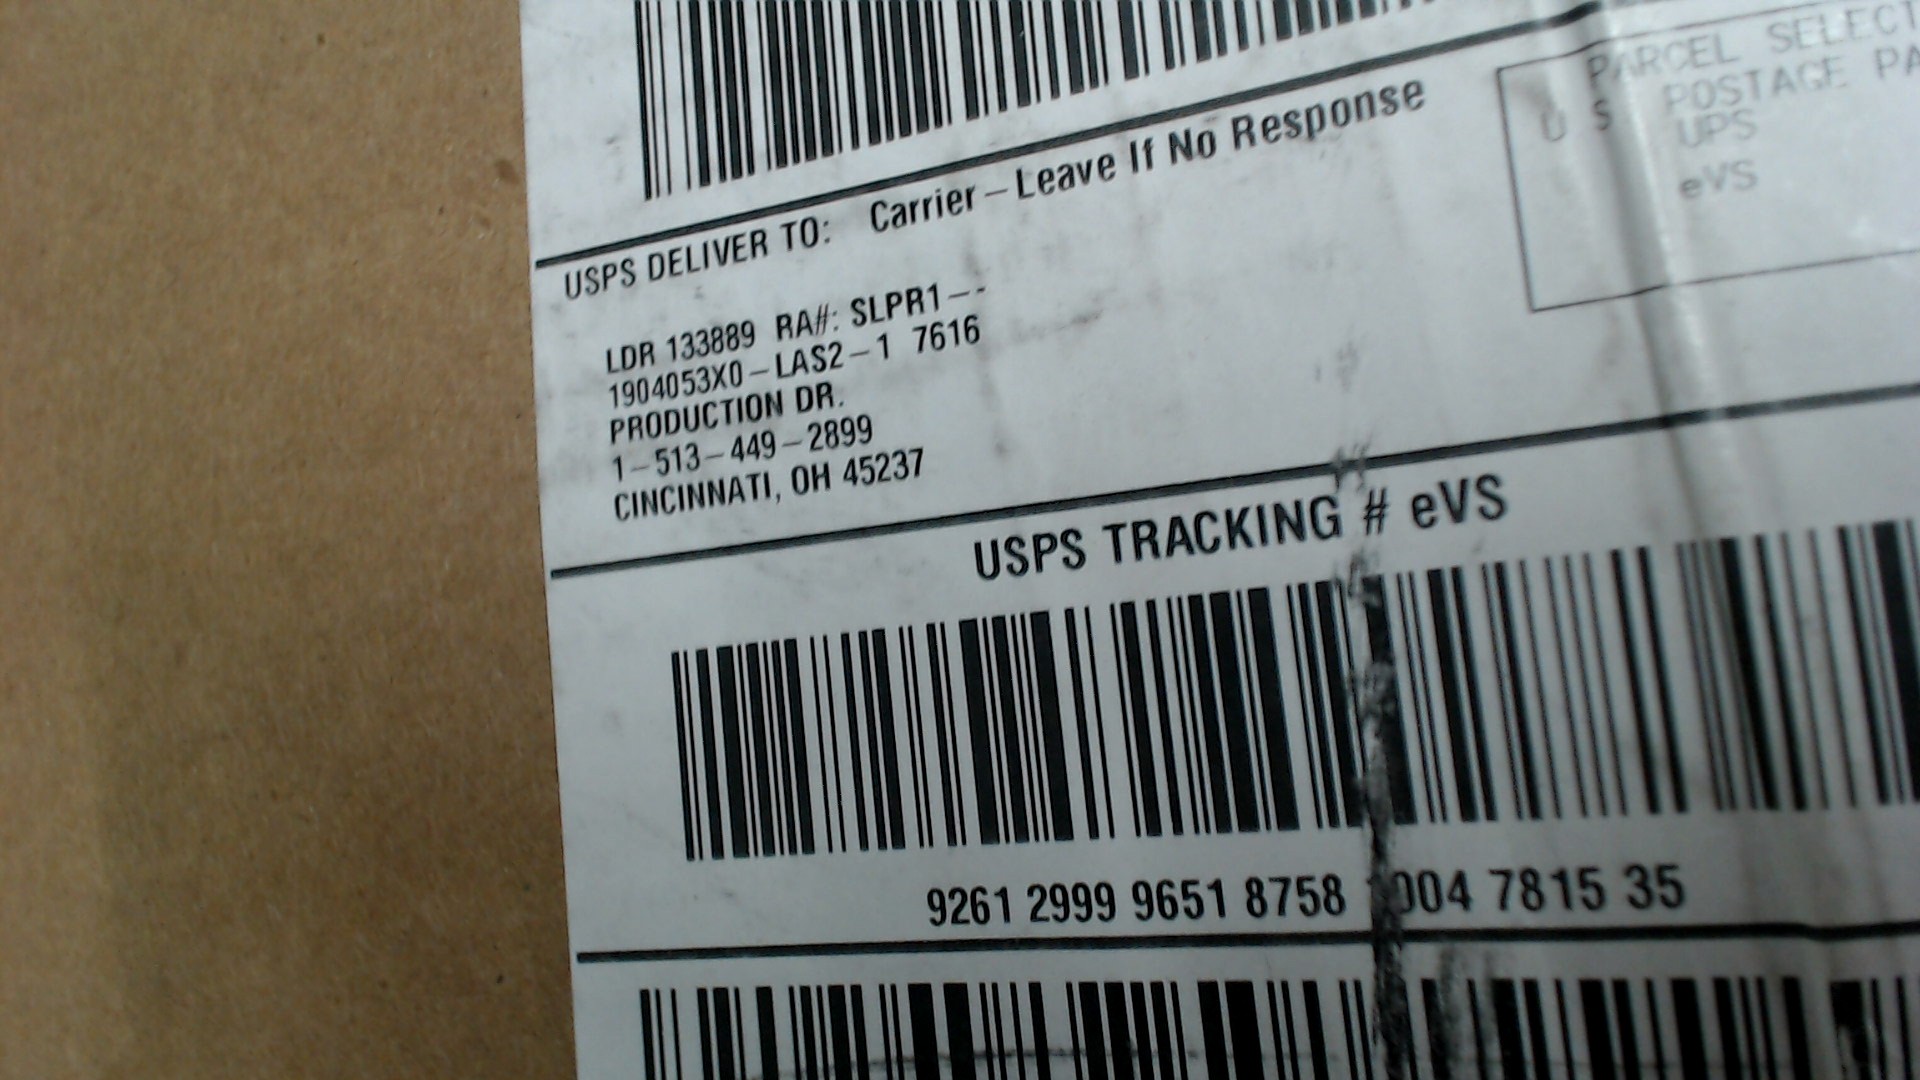 PARCEL SELECT
U S POSTAGE PA
UPS
eVS
USPS DELIVER TO: Carrier – Leave If No Response
LDR 133889 RA#: SLPR1 – -
1904053X0 – LAS2 – 1 7616
PRODUCTION DR.
1 – 513 – 449 – 2899
CINCINNATI, OH 45237
USPS TRACKING # eVS
9261 2999 9651 8758 004 7815 35